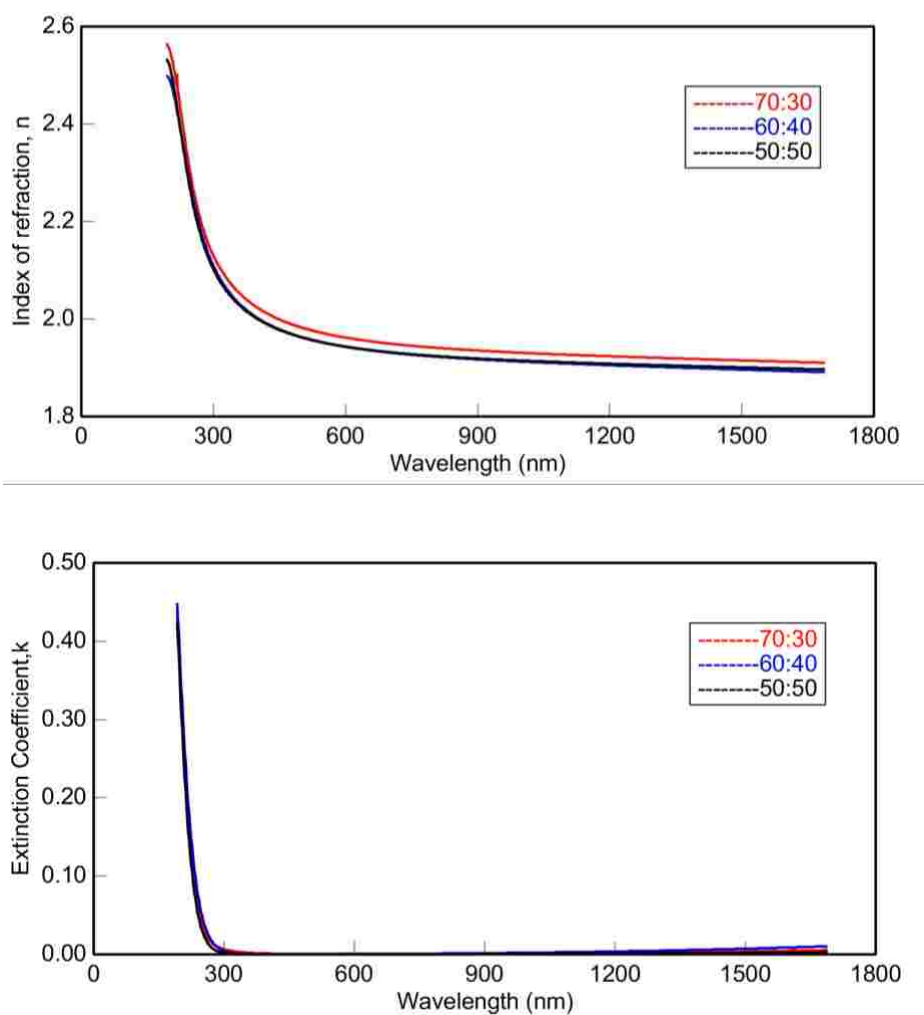 2.6
2.4
2.2
2.0
1.8
Index of refraction, n
70:30
60:40
50:50
0 300 600 900 1200 1500 1800
Wavelength (nm)
0.50
0.40
0.30
0.20
0.10
0.00
Extinction Coefficient,k
70:30
60:40
50:50
0 300 600 900 1200 1500 1800
Wavelength (nm)